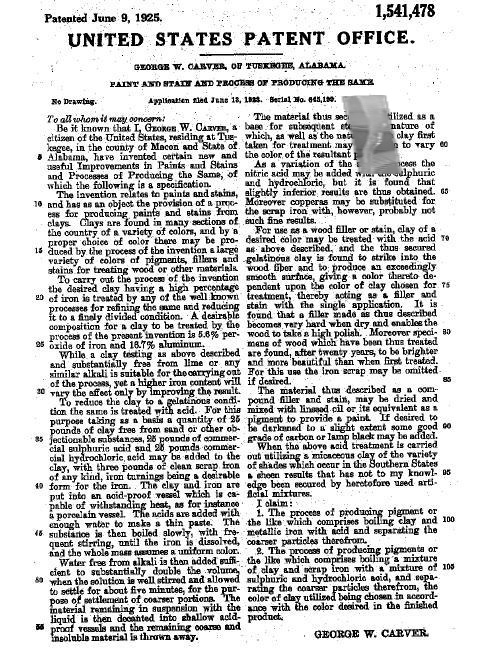 Patented June 9, 1925.
1,541,478
UNITED STATES PATENT OFFICE.
GEORGE W. CARVER, OF TUSKEGEE, ALABAMA.
PAINT AND STAIN AND PROCESS OF PRODUCING THE SAME.
No Drawing.
Application filed June 13, 1923. Serial No. 645,199.
To all whom it may concern:
Be it known that I, GEORGE W. CARVER, a
citizen of the United States, residing at Tus-
kegee, in the county of Macon and State of
5 Alabama, have invented certain new and
useful Improvements in Paints and Stains
and Processes of Producing the Same, of
which the following is a specification.
The invention relates to paints and stains,
10 and has as an object the provision of a proc-
ess for producing paints and stains from
clays. Clays are found in many sections of
the country of a variety of colors, and by a
proper choice of color there may be pro-
15 duced by the process of the invention a large
variety of colors of pigments, fillers and
stains for treating wood or other materials.
To carry out the process of the invention
the desired clay having a high percentage
20 of iron is treated by any of the well known
processes for refining the same and reducing
it to a finely divided condition. A desirable
composition for a clay to be treated by the
process of the present invention is 5.6% per-
25 oxide of iron and 18.7% aluminum.
While a clay testing as above described
and substantially free from lime or any
similar alkali is suitable for the carrying out
of the process, yet a higher iron content will
30 vary the effect only by improving the result.
To reduce the clay to a gelatinous condi-
tion the same is treated with acid. For this
purpose taking as a basis a quantity of 25
pounds of clay free from sand or other ob-
35 jectionable substances, 25 pounds of commer-
cial sulphuric acid and 25 pounds commer-
cial hydrochloric acid may be added to the
clay, with three pounds of clean scrap iron
of any kind, iron turnings being a desirable
40 form for the iron. The clay and iron are
put into an acid-proof vessel which is ca-
pable of withstanding heat, as for instance
a porcelain vessel. The acids are added with
enough water to make a thin paste. The
45 substance is then boiled slowly, with fre-
quent stirring, until the iron is dissolved,
and the whole mass assumes a uniform color.
Water free from alkali is then added suffi-
cient to substantially double the volume,
50 when the solution is well stirred and allowed
to settle for about five minutes, for the pur-
pose of settlement of coarser portions. The
material remaining in suspension with the
liquid is then decanted into shallow acid-
55 proof vessels and the remaining coarse and
insoluble material is thrown away.
The material thus utilized as a
base for subsequent nature of
which, as well as the clay first
taken for treatment may to vary 60
the color of the resultant
As a variation of the the
nitric acid may be added sulphuric
and hydrochloric, but it is found that
slightly inferior results are thus obtained. 65
Moreover copperas may be substituted for
the scrap iron with, however, probably not
such fine results.
For use as a wood filler or stain, clay of a
desired color may be treated with the acid 70
as above described, and the thus secured
gelatinous clay is found to strike into the
wood fiber and to produce an exceedingly
smooth surface, giving a color thereto de-
pendent upon the color of clay chosen for 75
treatment, thereby acting as a filler and
stain with the single application. It is
found that a filler made as thus described
becomes very hard when dry and enables the
wood to take a high polish. Moreover speci- 80
mens of wood which have been thus treated
are found, after twenty years, to be brighter
and more beautiful than when first treated.
For this use the iron scrap may be omitted
if desired. 85
The material thus described as a com-
pound filler and stain, may be dried and
mixed with linseed oil or its equivalent as a
pigment to provide a paint. If desired to
be darkened to a slight extent some good 90
grade of carbon or lamp black may be added.
When the above acid treatment is carried
out utilizing a micaceous clay of the variety
of shades which occur in the Southern States
a sheen results that has not to my knowl- 95
edge been secured by heretofore used arti-
ficial mixtures.
I claim:
1. The process of producing pigment or
the like which comprises boiling clay and 100
metallic iron with acid and separating the
coarser particles therefrom.
2. The process of producing pigments or
the like which comprises boiling a mixture
of clay and scrap iron with a mixture of 105
sulphuric and hydrochloric acid, and sepa-
rating the coarser particles therefrom, the
color of clay utilized being chosen in accord-
ance with the color desired in the finished
product.
GEORGE W. CARVER.